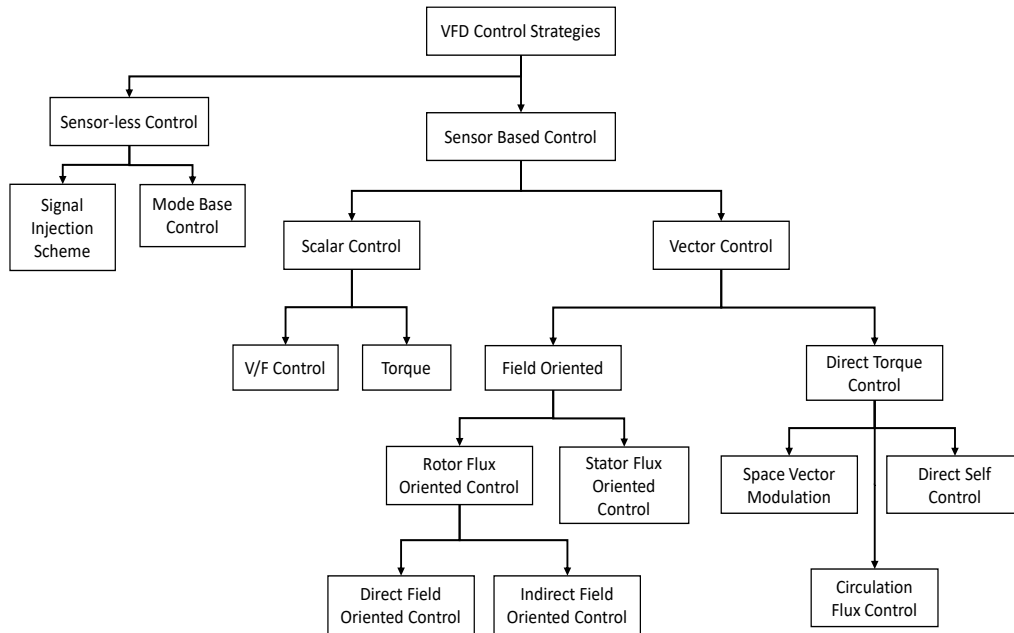 VFD Control Strategies
Sensor-less Control
Sensor Based Control
Signal
Injection
Scheme
Mode Base
Control
Scalar Control
Vector Control
V/F Control
Torque
Field Oriented
Direct Torque
Control
Rotor Flux
Oriented Control
Stator Flux
Oriented
Control
Space Vector
Modulation
Direct Self
Control
Direct Field
Oriented Control
Indirect Field
Oriented Control
Circulation
Flux Control